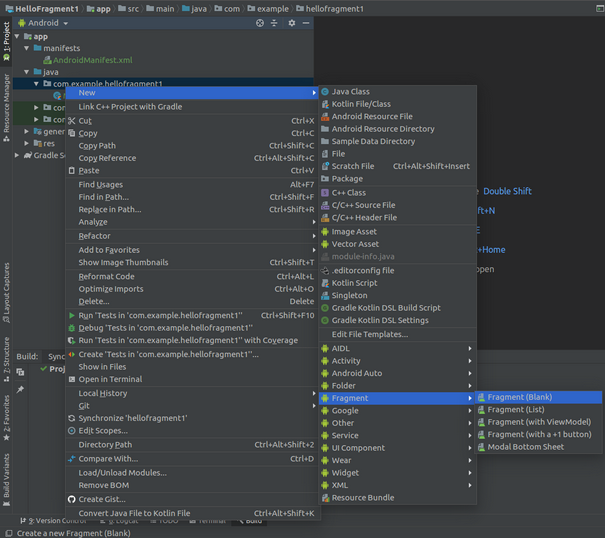 HelloFragment1 app src main java com example hellofragment1
Android
1: Project
Resource Manager
Layout Captures
7: Structure
2: Favorites
Build Variants
app
manifests
AndroidManifest.xml
java
com.example.hellofragment1
gener
res
Gradle Sc
New
Link C++ Project with Gradle
Cut Ctrl+X
Copy Ctrl+C
Copy Path Ctrl+Shift+C
Copy Reference Ctrl+Alt+Shift+C
Paste Ctrl+V
Find Usages Alt+F7
Find in Path... Ctrl+Shift+F
Replace in Path... Ctrl+Shift+R
Analyze
Refactor
Add to Favorites
Show Image Thumbnails Ctrl+Shift+T
Reformat Code Ctrl+Alt+L
Optimize Imports Ctrl+Alt+O
Delete... Delete
Run 'Tests in 'com.example.hellofragment1'' Ctrl+Shift+F10
Debug 'Tests in 'com.example.hellofragment1''
Run 'Tests in 'com.example.hellofragment1'' with Coverage
Create 'Tests in 'com.example.hellofragment1''...
Show in Files
Open in Terminal
Local History
Git
Synchronize 'hellofragment1'
Edit Scopes...
Directory Path Ctrl+Alt+Shift+2
Compare With... Ctrl+D
Load/Unload Modules...
Remove BOM
Create Gist...
Convert Java File to Kotlin File Ctrl+Alt+Shift+K
Java Class
Kotlin File/Class
Android Resource File
Android Resource Directory
Sample Data Directory
File
Scratch File Ctrl+Alt+Shift+Insert
Package
C++ Class
C/C++ Source File
C/C++ Header File
Image Asset
Vector Asset
module-info.java
.editorconfig file
Kotlin Script
Singleton
Gradle Kotlin DSL Build Script
Gradle Kotlin DSL Settings
Edit File Templates...
AIDL
Activity
Android Auto
Folder
Fragment
Google
Other
Service
UI Component
Wear
Widget
XML
Resource Bundle
Fragment (Blank)
Fragment (List)
Fragment (with ViewModel)
Fragment (with a +1 button)
Modal Bottom Sheet
Double Shift
ft+N
E
+Home
open
Build: Sync
Proj
9: Version Control TODO Terminal Build
Create a new Fragment (Blank)